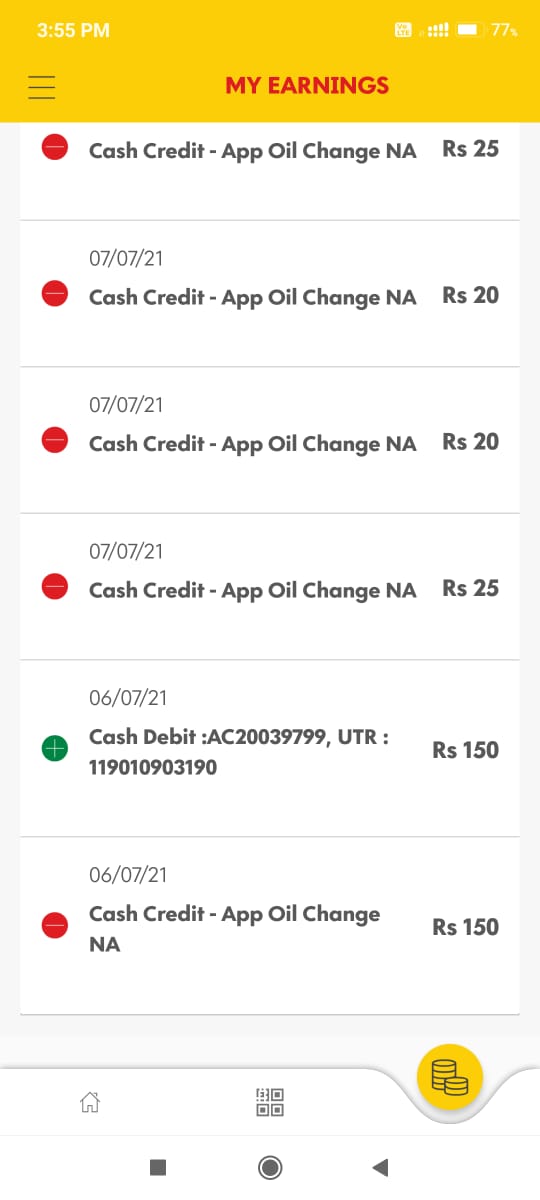 3:55 PM
77%
MY EARNINGS
Cash Credit - App Oil Change NA Rs 25
07/07/21
Cash Credit - App Oil Change NA Rs 20
07/07/21
Cash Credit - App Oil Change NA Rs 20
07/07/21
Cash Credit - App Oil Change NA Rs 25
06/07/21
Cash Debit :AC20039799, UTR :
119010903190
Rs 150
06/07/21
Cash Credit - App Oil Change
NA
Rs 150